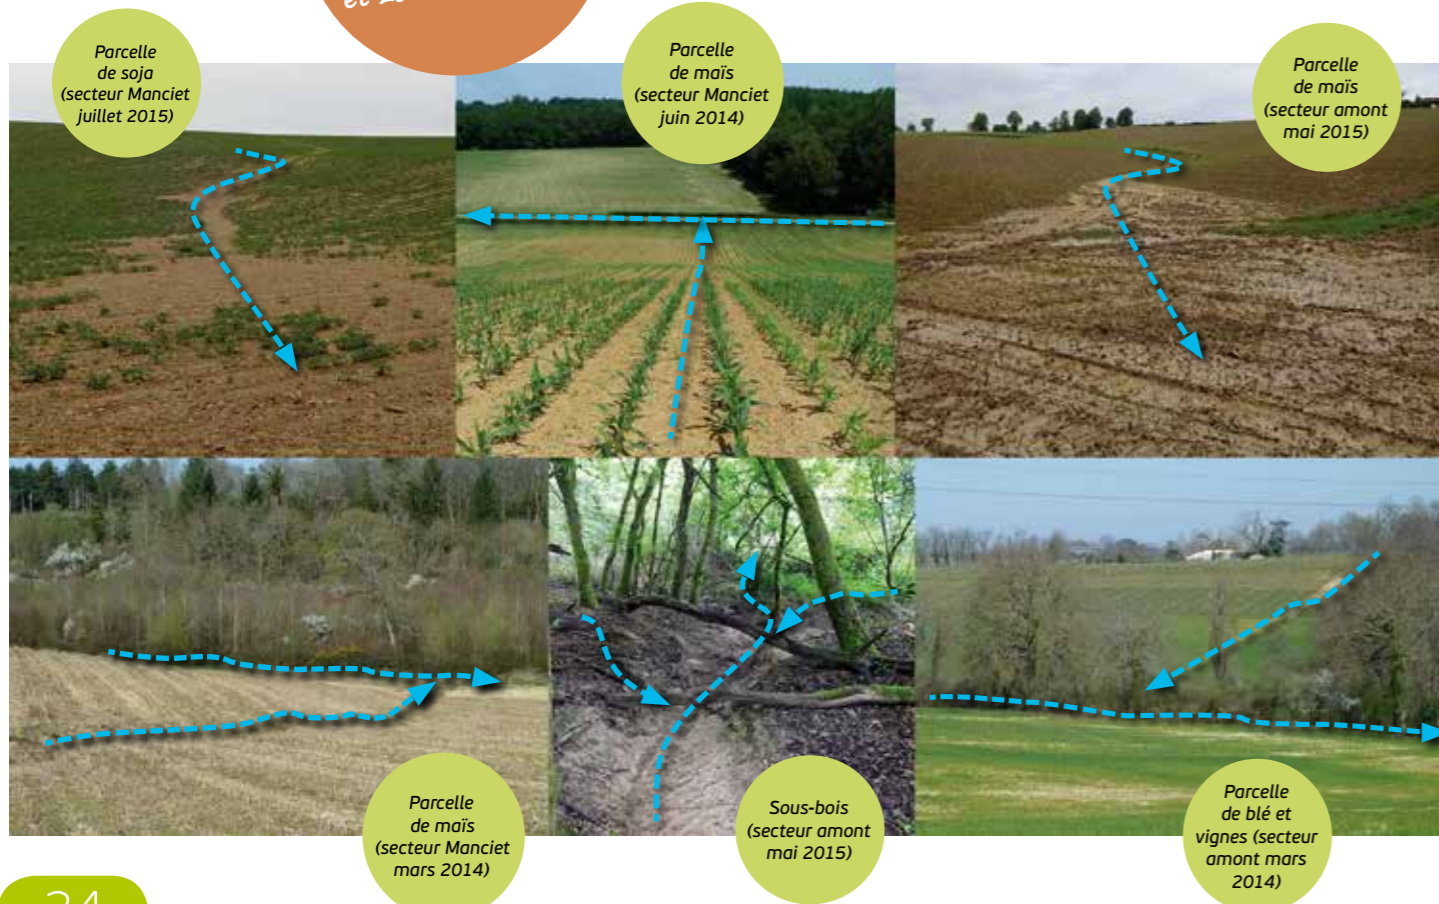 Parcelle
de soja
(secteur Manciet
juillet 2015)
Parcelle
de maïs
(secteur Manciet
juin 2014)
Parcelle
de maïs
(secteur amont
mai 2015)
Parcelle
de maïs
(secteur Manciet
mars 2014)
Sous-bois
(secteur amont
mai 2015)
Parcelle
de blé et
vignes (secteur
amont mars
2014)